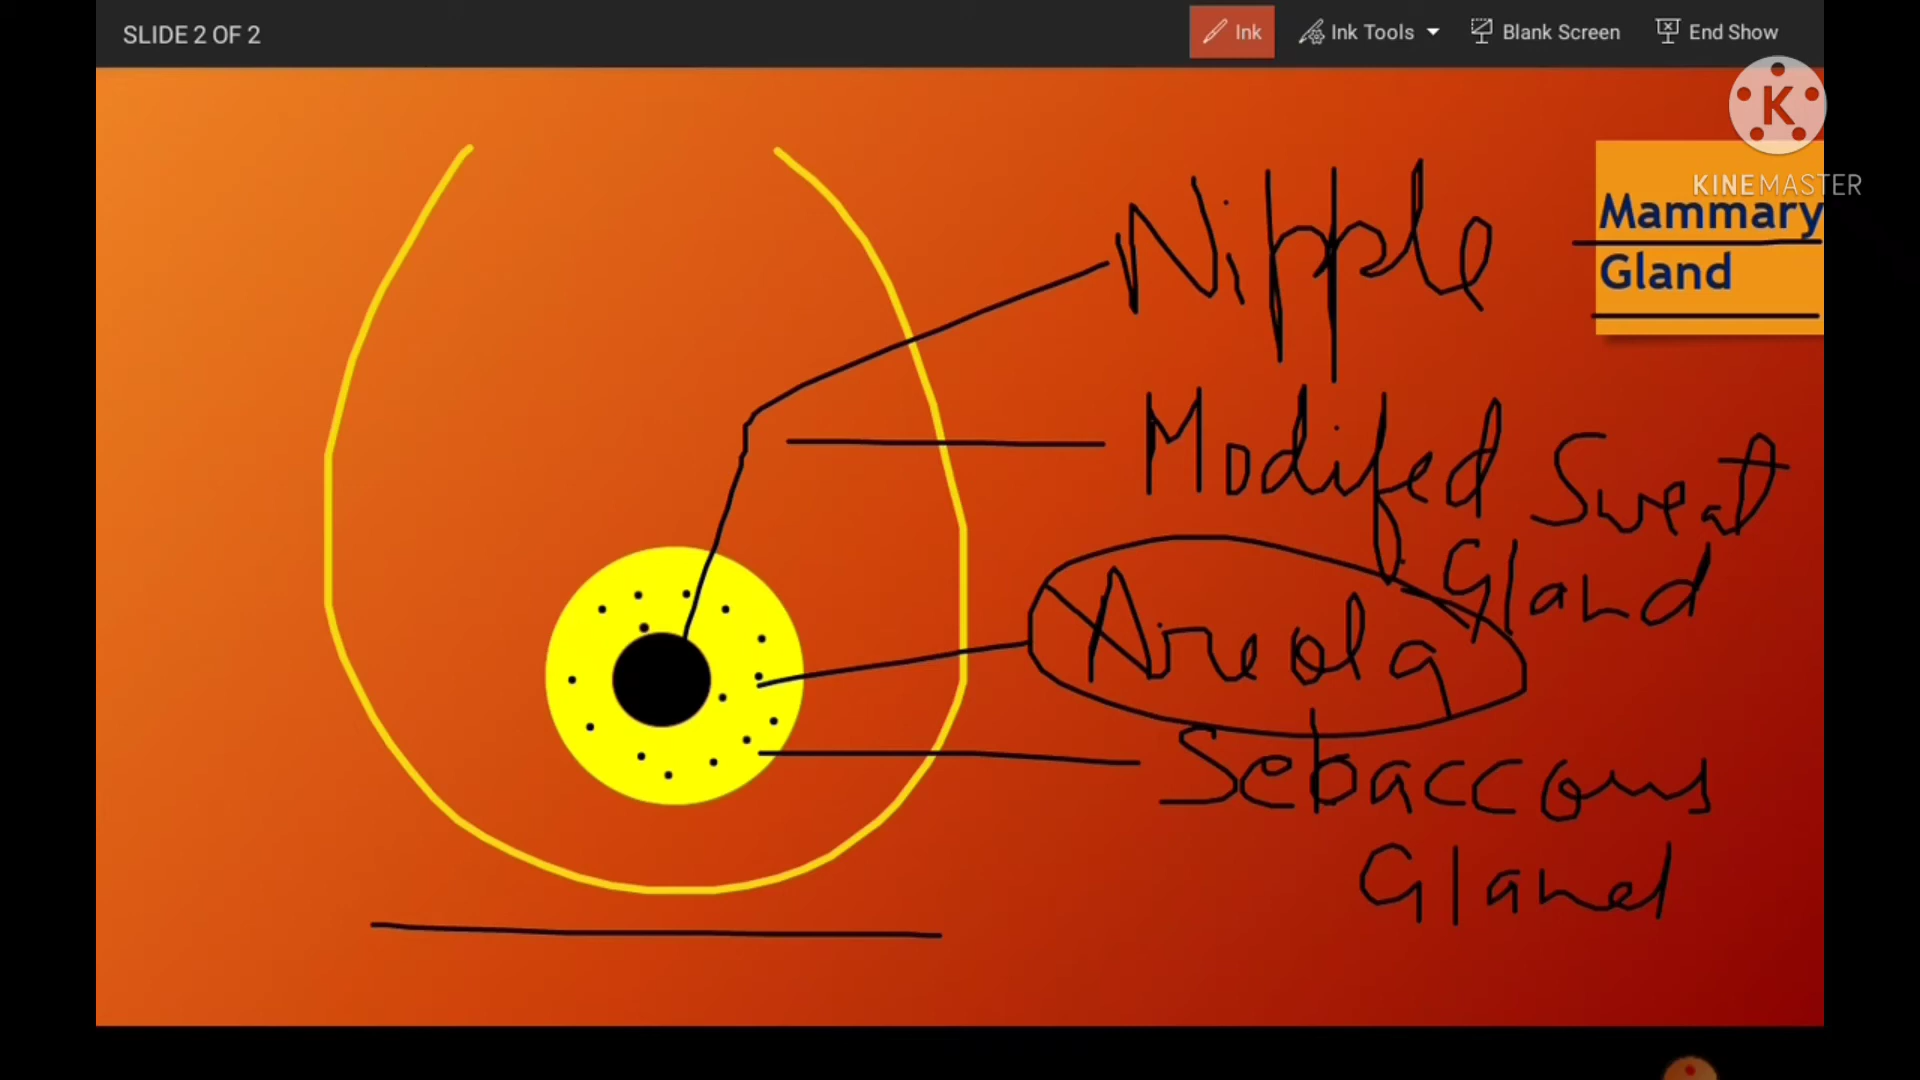 SLIDE 2 OF 2
Ink
Ink Tools
Blank Screen
End Show
K
KINEMASTER
Mammary
Gland
Nipple
Modifed Sweat
Gland
Areola
Sebaccous
Gland